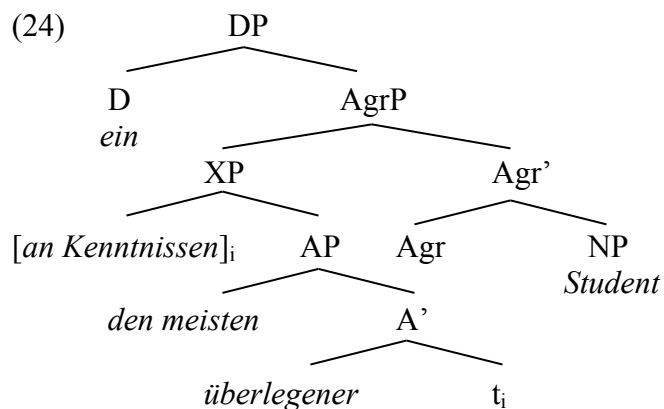 (24) DP
D AgrP
ein
XP Agr’
[an Kenntnissen]i AP Agr NP
Student
den meisten A’
überlegener ti